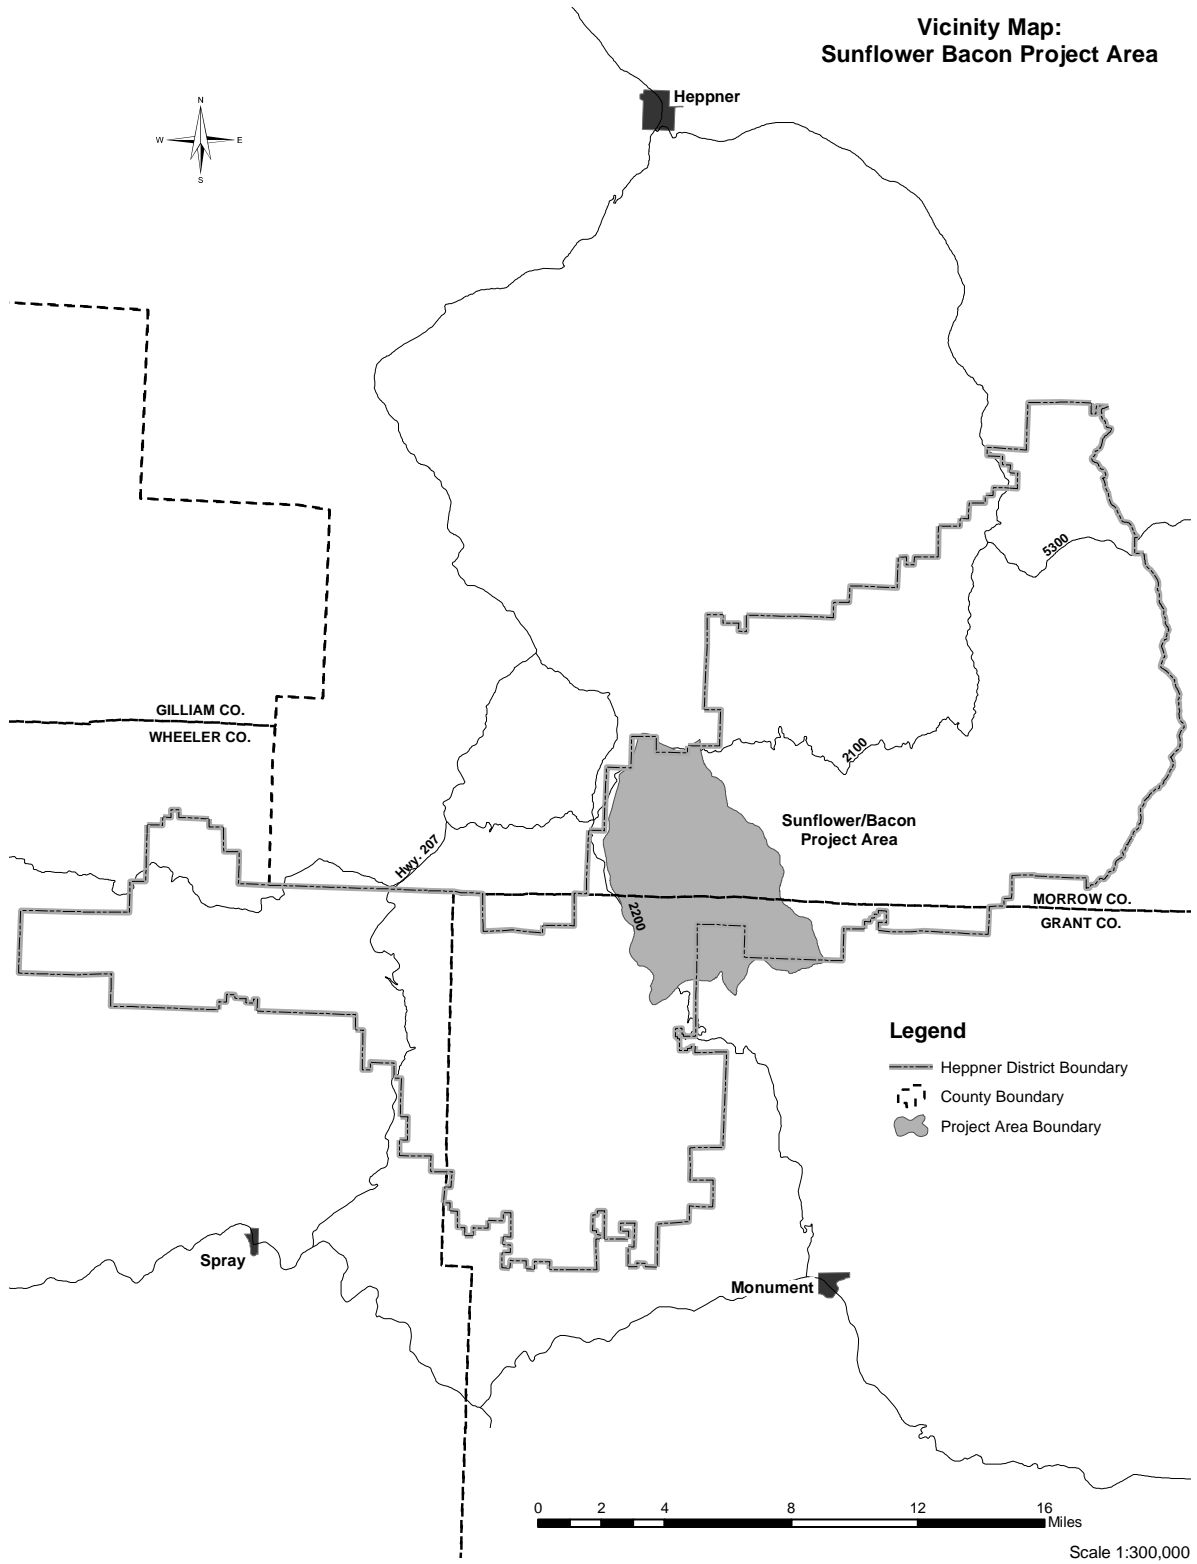 Vicinity Map:
Sunflower Bacon Project Area
Heppner
N
W
E
S
5300
GILLIAM CO.
WHEELER CO.
2100
Sunflower/Bacon
Project Area
Hwy. 207
2200
MORROW CO.
GRANT CO.
Legend
Heppner District Boundary
County Boundary
Project Area Boundary
Spray
Monument
0 2 4 8 12 16
Miles
Scale 1:300,000